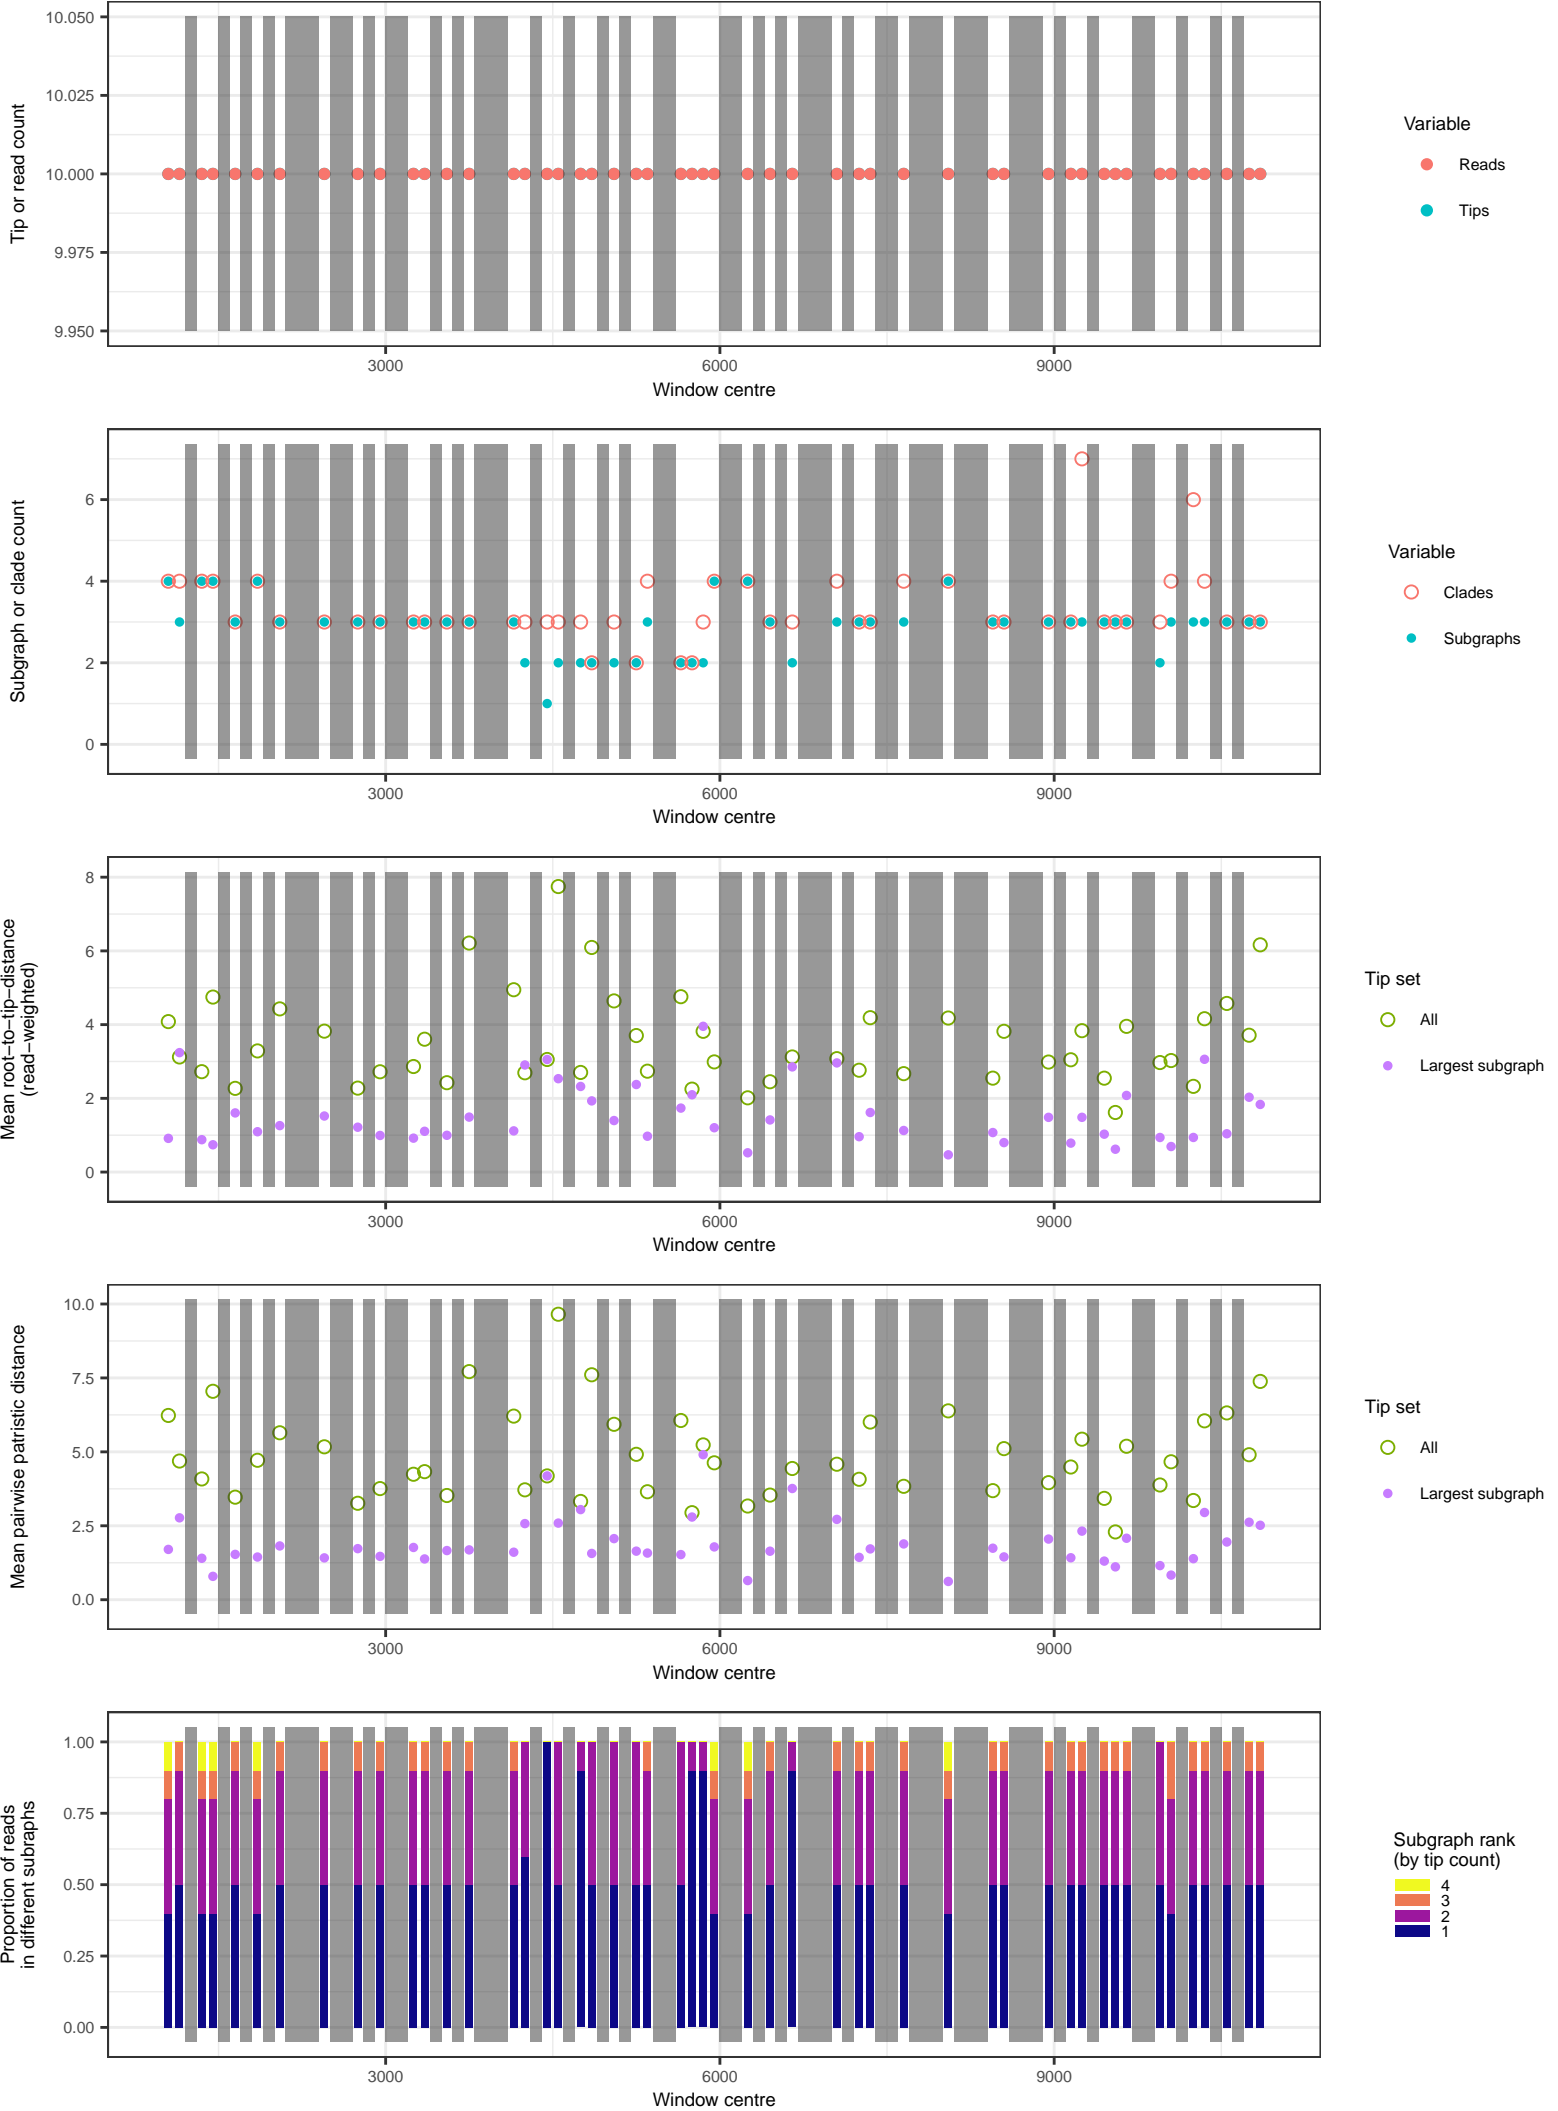 10.050
10.025
10.000
9.975
9.950
Tip or read count
3000
6000
9000
Window centre
Variable
Reads
Tips
6
4
2
0
Subgraph or clade count
3000
6000
9000
Window centre
Variable
Clades
Subgraphs
8
6
4
2
0
Mean root−to−tip−distance
(read−weighted)
3000
6000
9000
Window centre
Tip set
All
Largest subgraph
10.0
7.5
5.0
2.5
0.0
Mean pairwise patristic distance
3000
6000
9000
Window centre
Tip set
All
Largest subgraph
1.00
0.75
0.50
0.25
0.00
Proportion of reads
in different subraphs
3000
6000
9000
Window centre
Subgraph rank
(by tip count)
4
3
2
1